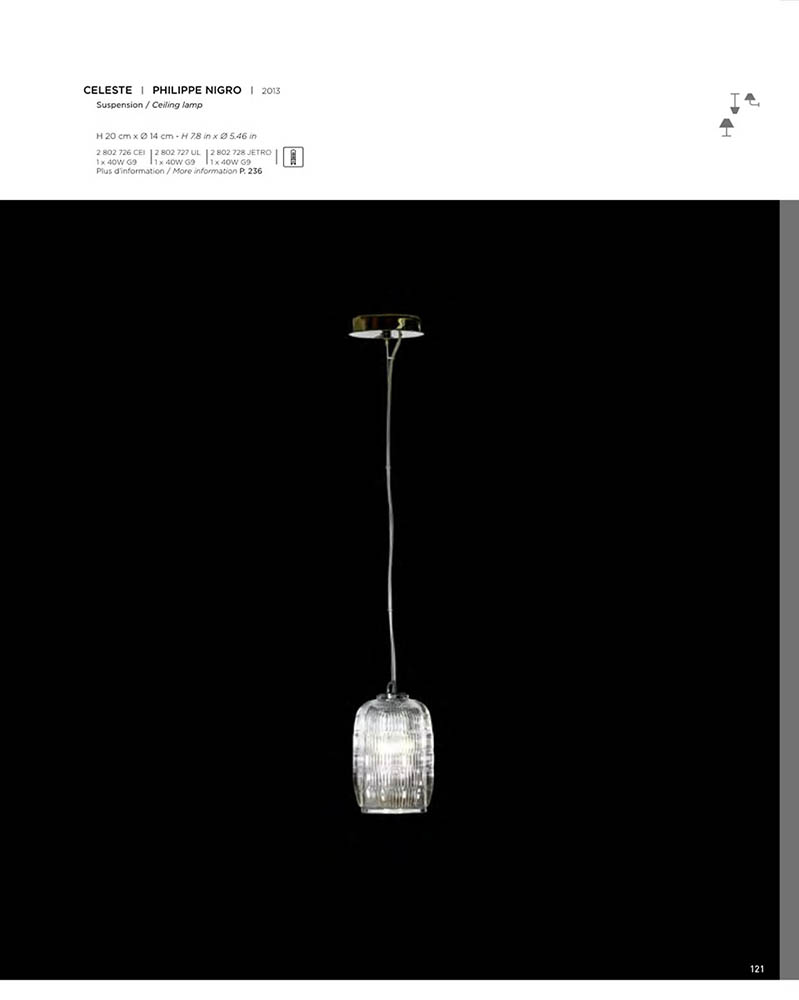 CELESTE | PHILIPPE NIGRO | 2013
Suspension / Ceiling lamp
H 20 cm x Ø 14 cm - H 7.8 in x Ø 5.46 in
2 802 726 CEI | 2 802 727 UL | 2 802 728 JETRO |
1 x 40W G9 | 1 x 40W G9 | 1 x 40W G9
Plus d'information / More information P. 236
121